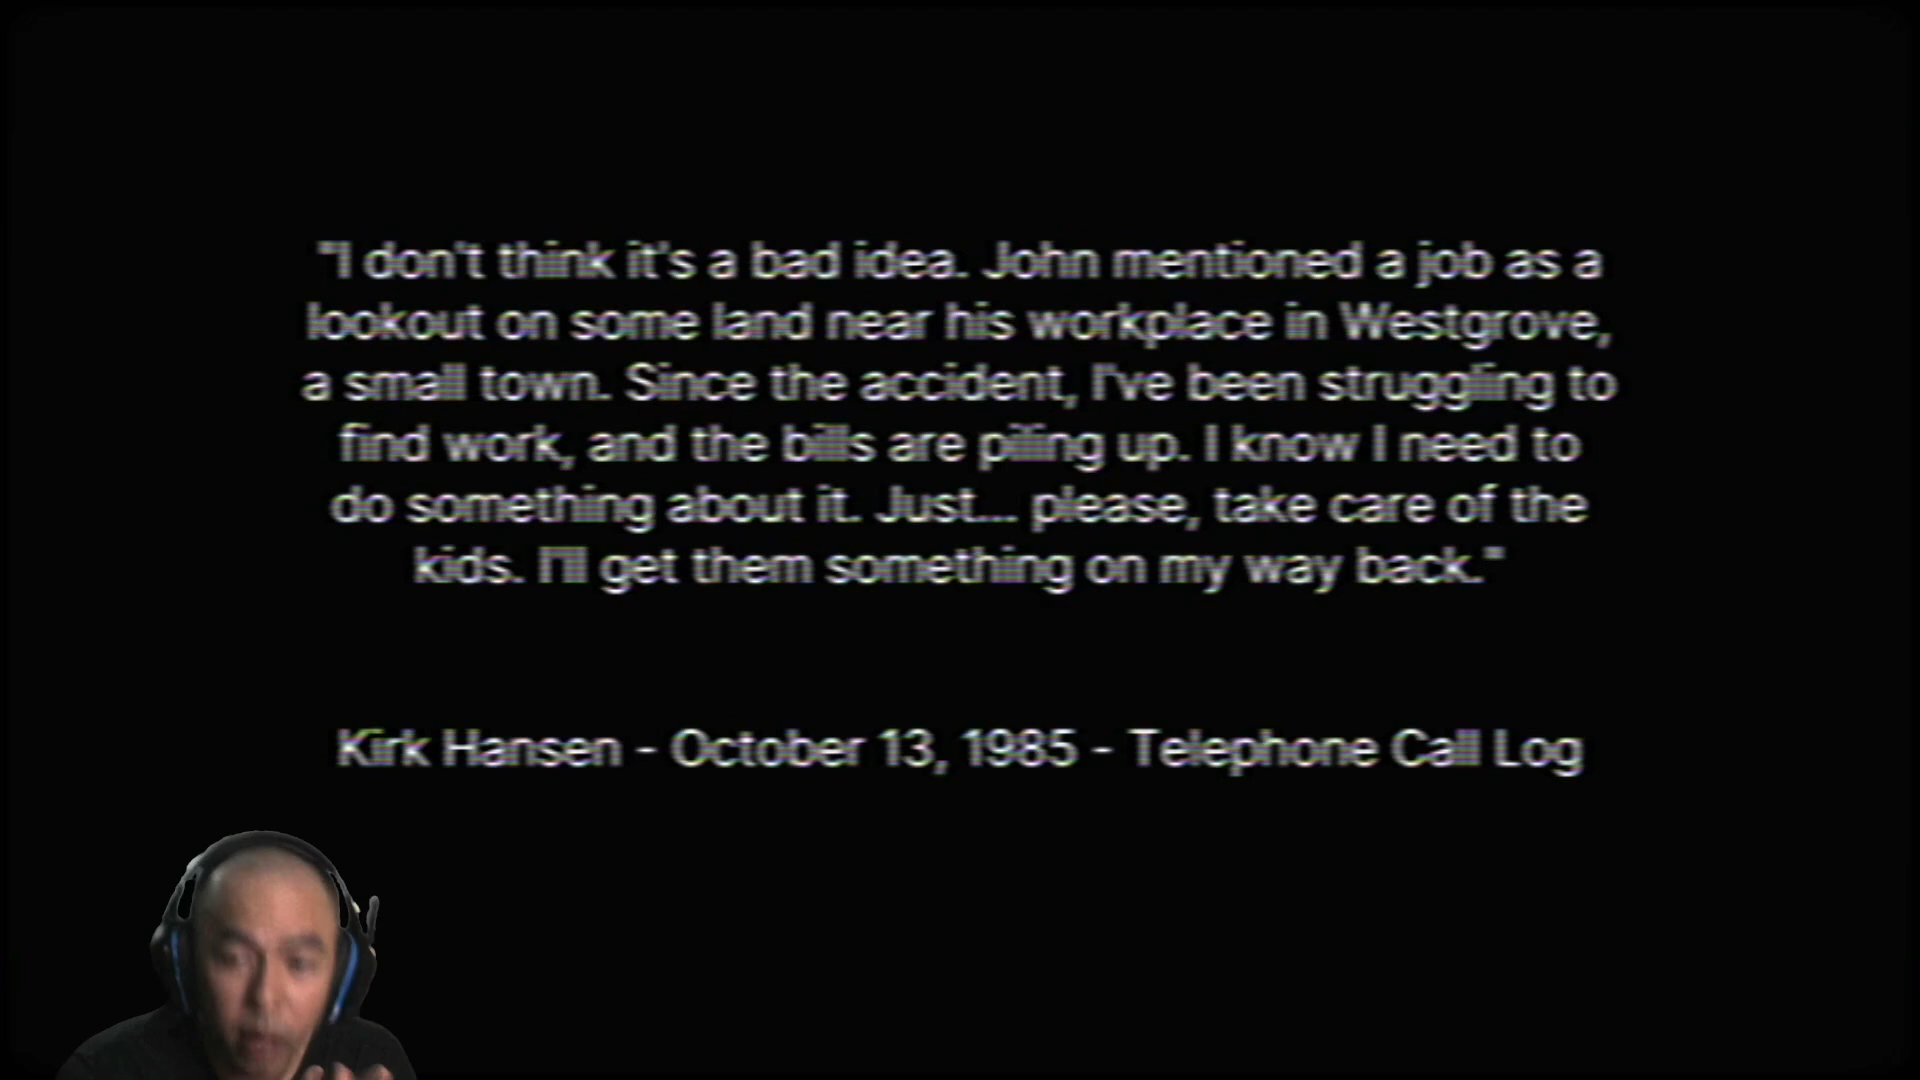 "I don't think it's a bad idea. John mentioned a job as a
lookout on some land near his workplace in Westgrove,
a small town. Since the accident, I've been struggling to
find work, and the bills are piling up. I know I need to
do something about it. Just... please, take care of the
kids. I'll get them something on my way back."
Kirk Hansen - October 13, 1985 - Telephone Call Log